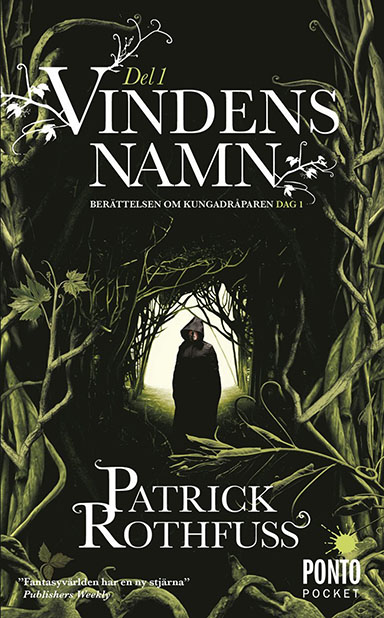 Del 1
VINDENS
NAMN
BERÄTTELSEN OM KUNGADRÅPAREN DAG 1
PATRICK
ROTHFUSS
”Fantasyvärlden har en ny stjärna”
Publishers Weekly
PONTO
POCKET